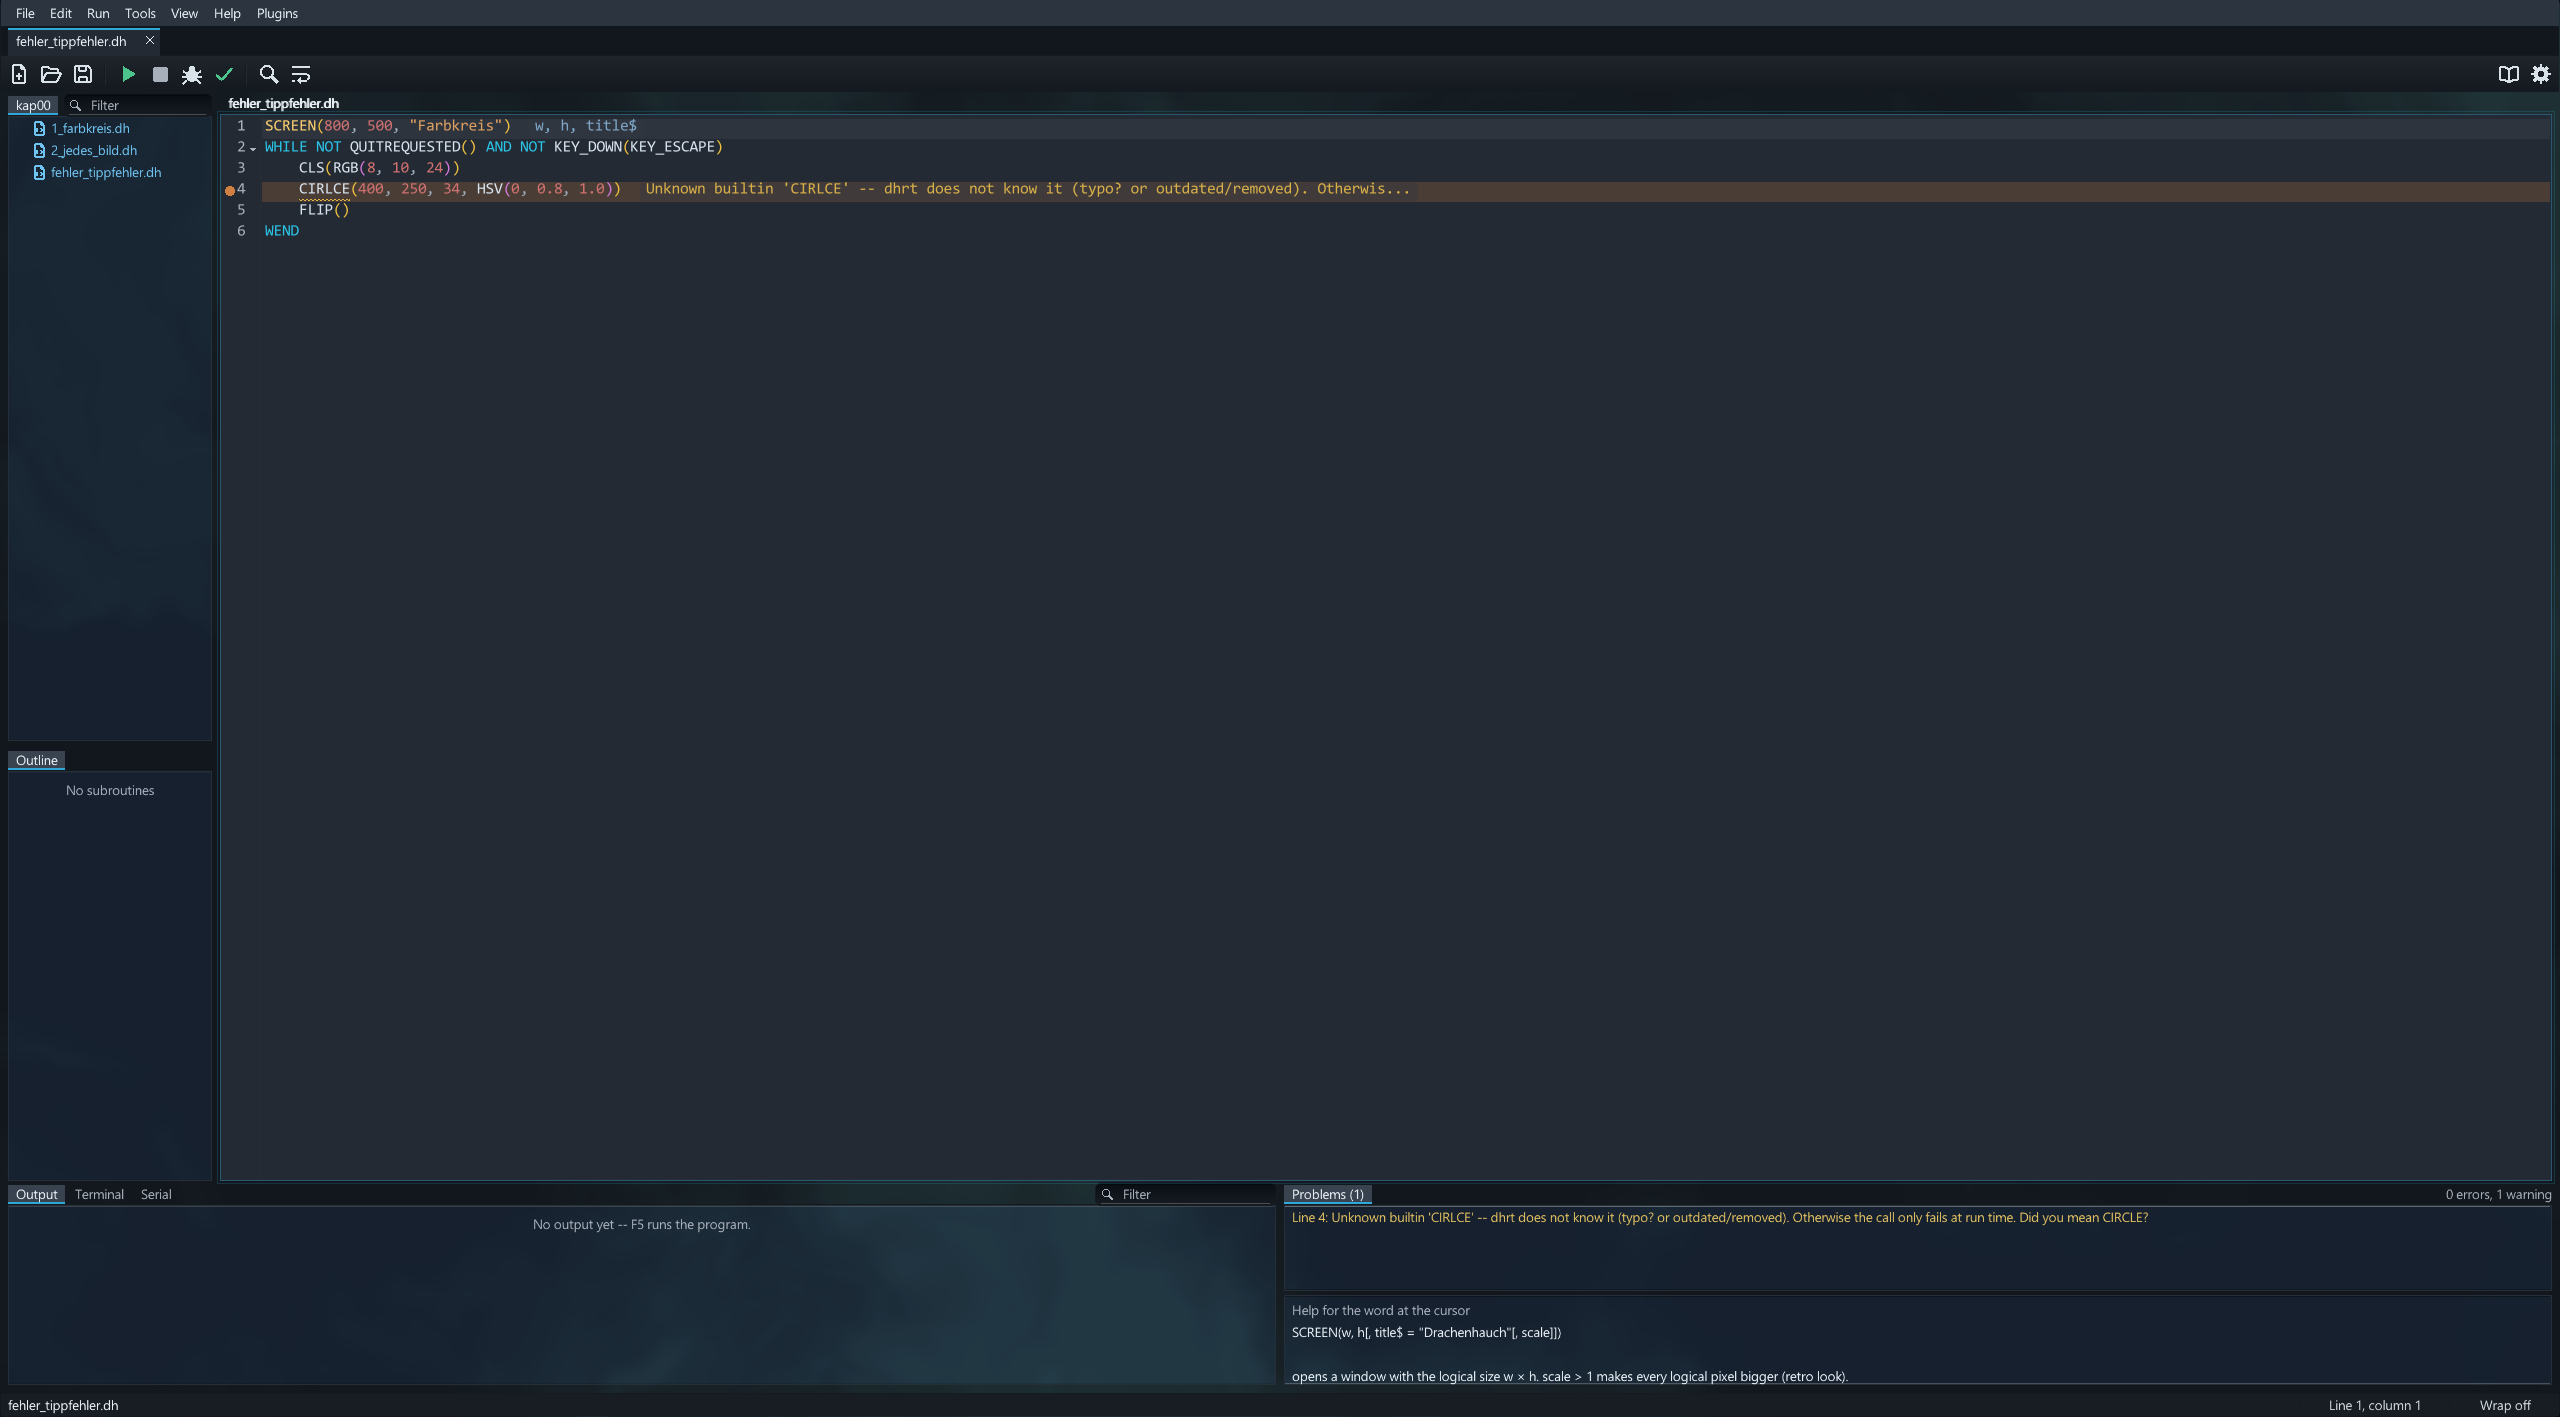 File Edit Run Tools View Help Plugins
fehler_tippfehler.dh
kap00 Filter
1_farbkreis.dh
2_jedes_bild.dh
fehler_tippfehler.dh
fehler_tippfehler.dh
1 SCREEN(800, 500, "Farbkreis") w, h, title$
2 WHILE NOT QUITREQUESTED() AND NOT KEY_DOWN(KEY_ESCAPE)
3 CLS(RGB(8, 10, 24))
4 CIRLCE(400, 250, 34, HSV(0, 0.8, 1.0)) Unknown builtin 'CIRLCE' -- dhrt does not know it (typo? or outdated/removed). Otherwis...
5 FLIP()
6 WEND
Outline
No subroutines
Output Terminal Serial Filter
No output yet -- F5 runs the program.
Problems (1) 0 errors, 1 warning
Line 4: Unknown builtin 'CIRLCE' -- dhrt does not know it (typo? or outdated/removed). Otherwise the call only fails at run time. Did you mean CIRCLE?
Help for the word at the cursor
SCREEN(w, h[, title$ = "Drachenhauch"[, scale]])
opens a window with the logical size w × h. scale > 1 makes every logical pixel bigger (retro look).
fehler_tippfehler.dh Line 1, column 1 Wrap off